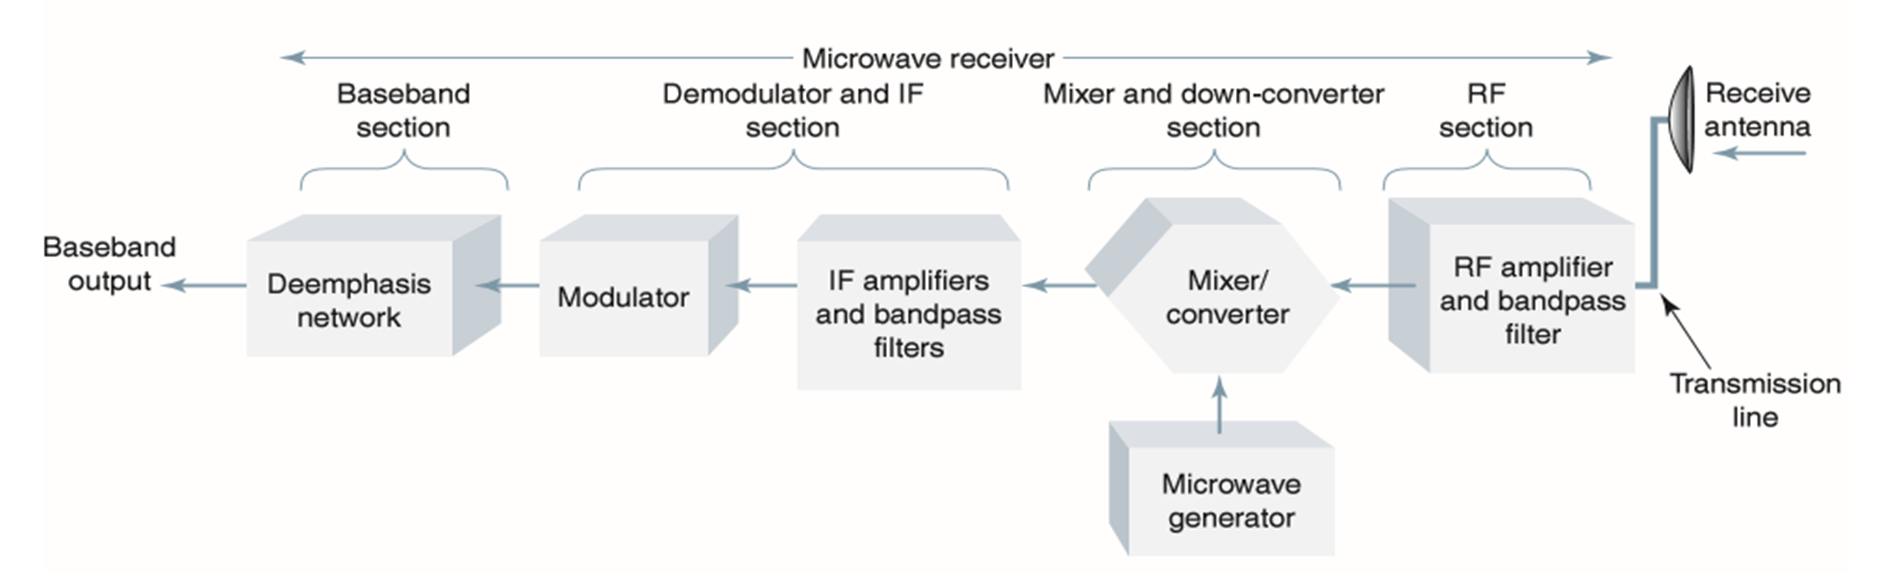 Microwave receiver
Baseband
section
Demodulator and IF
section
Mixer and down-converter
section
RF
section
Receive
antenna
Baseband
output
Deemphasis
network
Modulator
IF amplifiers
and bandpass
filters
Mixer/
converter
RF amplifier
and bandpass
filter
Transmission
line
Microwave
generator